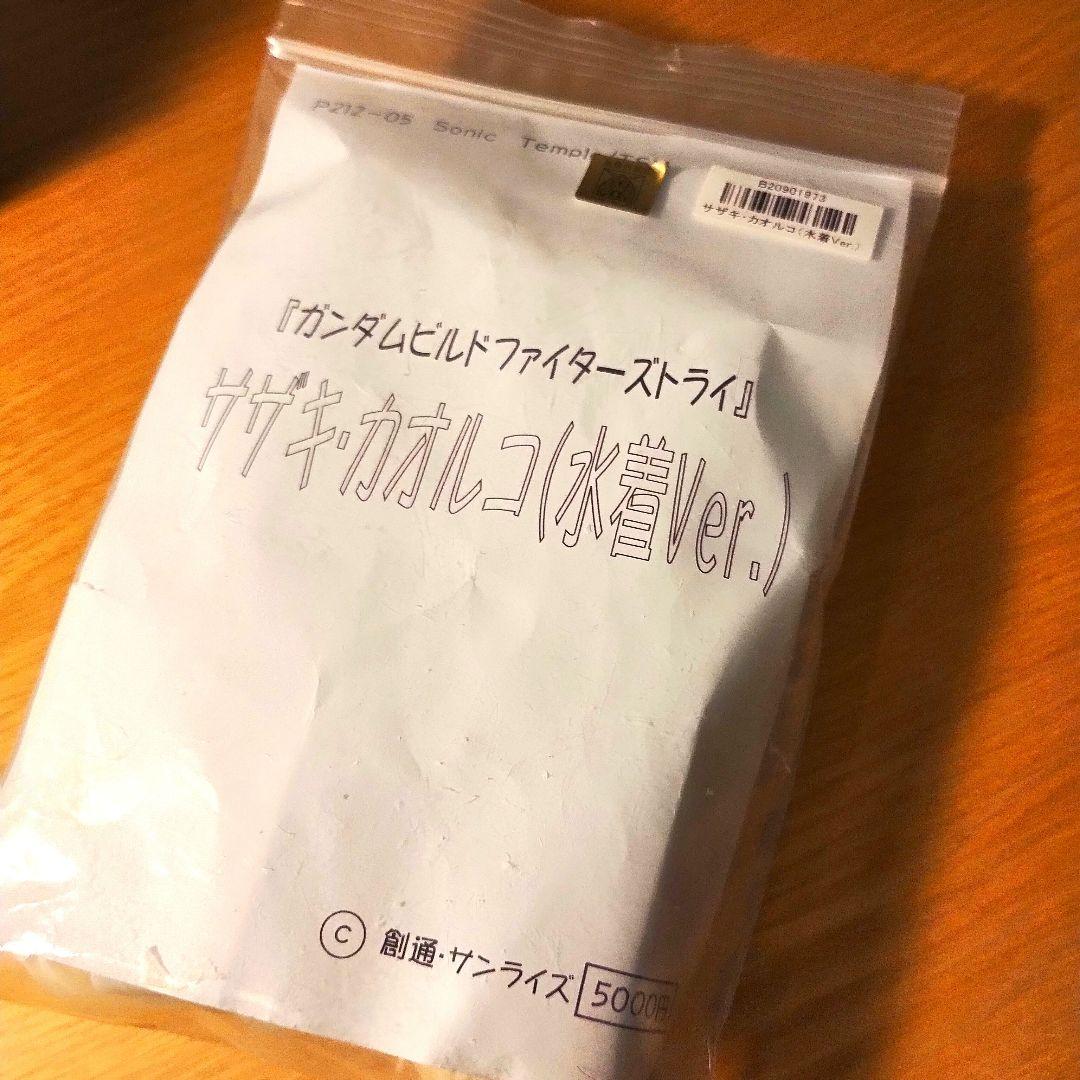 P212-05 Sonic
B20901973
サザキ・カオルコ(水着Ver.)
『ガンダムビルドファイターズトライ』
サザキ・カオルコ(水着Ver.)
C 創通・サンライズ 5000円